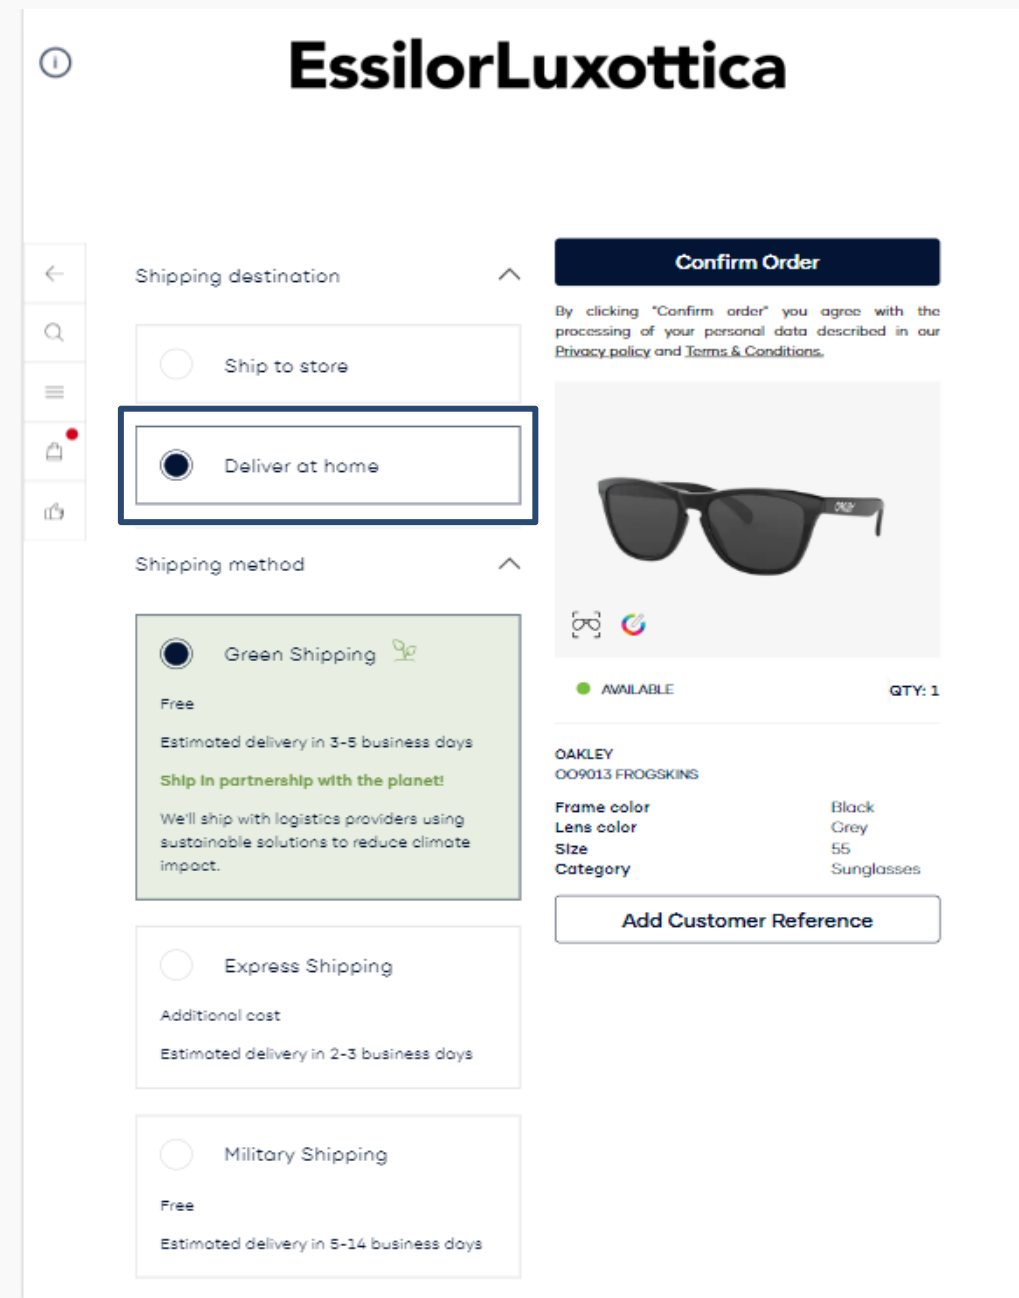 EssilorLuxottica
Shipping destination
Ship to store
Deliver at home
Shipping method
Green Shipping
Free
Estimated delivery in 3-5 business days
Ship in partnership with the planet!
We'll ship with logistics providers using
sustainable solutions to reduce climate
impact.
Express Shipping
Additional cost
Estimated delivery in 2-3 business days
Military Shipping
Free
Estimated delivery in 5-14 business days
Confirm Order
By clicking "Confirm order" you agree with the
processing of your personal data described in our
Privacy policy and Terms & Conditions.
OAKLEY
AVAILABLE QTY: 1
OAKLEY
OO9013 FROGSKINS
Frame color Black
Lens color Grey
Size 55
Category Sunglasses
Add Customer Reference